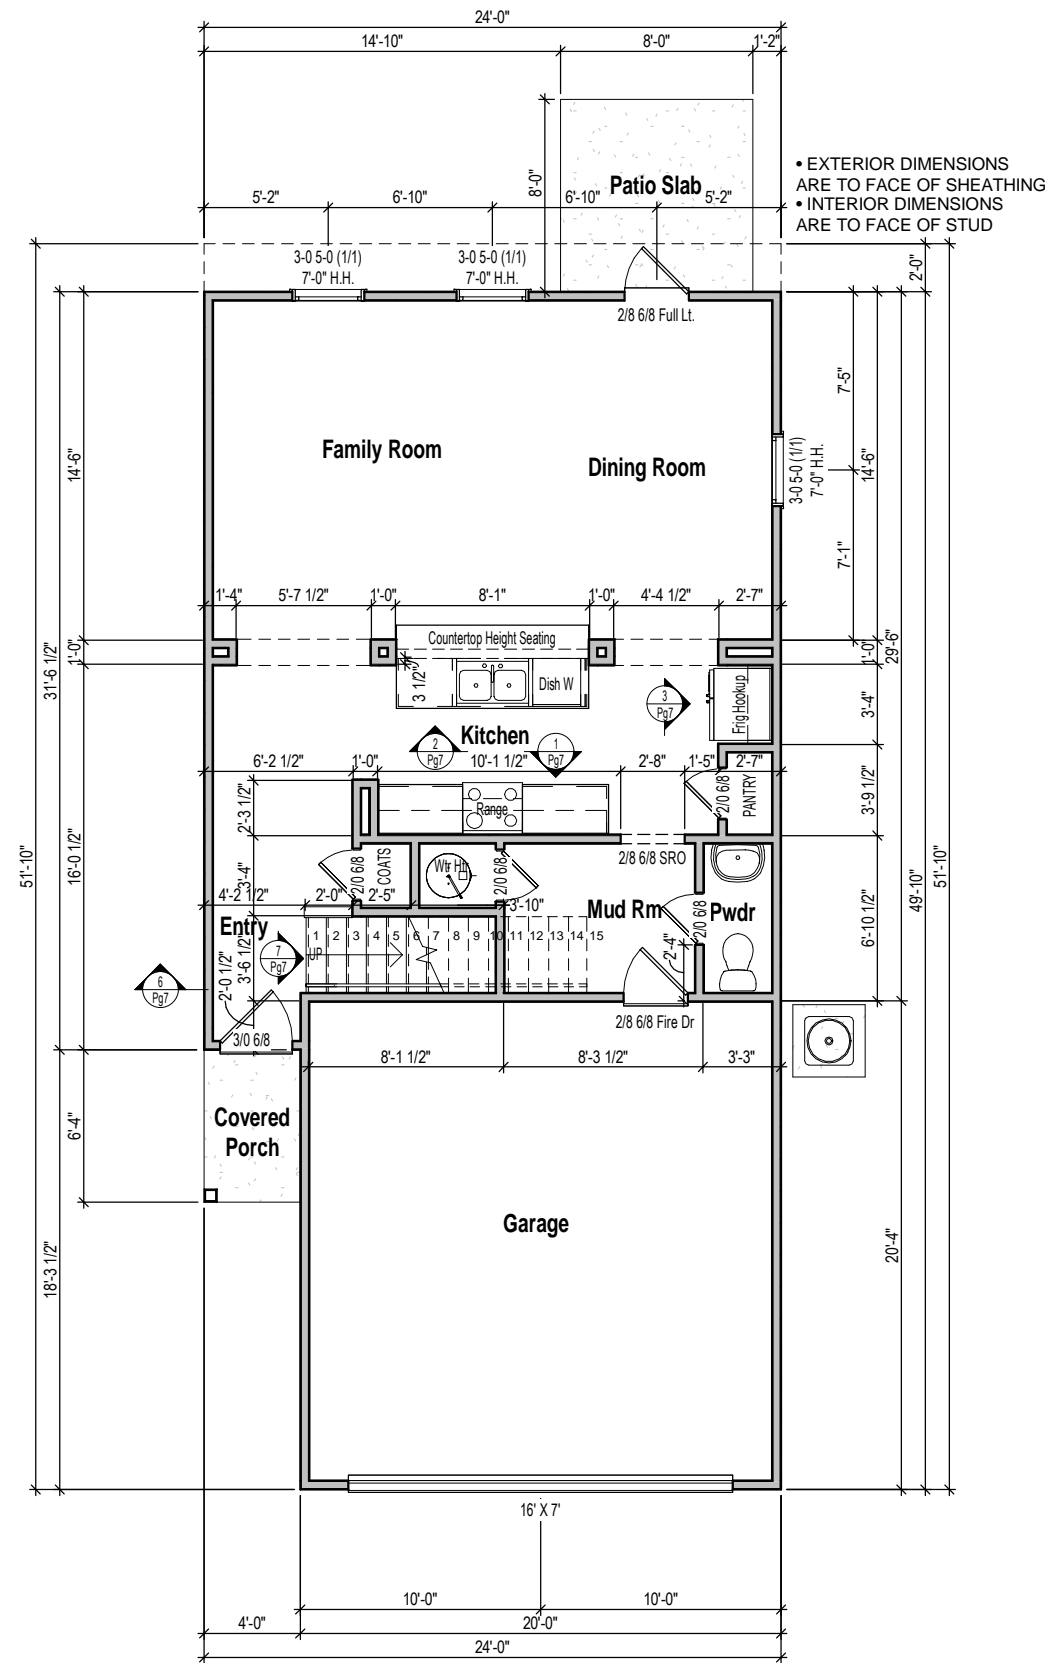 24'-0"
14'-10"
8'-0"
1'-2"
• EXTERIOR DIMENSIONS
ARE TO FACE OF SHEATHING
• INTERIOR DIMENSIONS
ARE TO FACE OF STUD
8'-0"
Patio Slab
5'-2"
6'-10"
6'-10"
5'-2"
3-0 5-0 (1/1)
7'-0" H.H.
3-0 5-0 (1/1)
7'-0" H.H.
2'-0"
2/8 6/8 Full Lt.
7'-5"
Family Room
Dining Room
3-0 5-0 (1/1)
7'-0" H.H.
14'-6"
14'-6"
7'-1"
1'-4"
5'-7 1/2"
1'-0"
8'-1"
1'-0"
4'-4 1/2"
2'-7"
Countertop Height Seating
1'-0"
1'-0"
29'-6"
31'-6 1/2"
3 1/2"
Dish W
3
Pg7
Frig Hookup
3'-4"
Kitchen
2
Pg7
1
Pg7
6'-2 1/2"
1'-0"
10'-1 1/2"
2'-8"
1'-5"
2'-7"
2'-3 1/2"
Range
2/0 6/8
PANTRY
3'-9 1/2"
51'-10"
16'-0 1/2"
49'-10"
51'-10"
3'-4"
2/0 6/8
COATS
Wtr Htr
2/0 6/8
2/8 6/8 SRO
4'-2 1/2"
2'-0"
2'-5"
3'-10"
Mud Rm
2/0 6/8
Pwdr
6'-10 1/2"
Entry
1 2 3 4 5 6 7 8 9 10 11 12 13 14 15
UP
7
Pg7
2'-4"
3'-6 1/2"
2'-0 1/2"
6
Pg7
3/0 6/8
2/8 6/8 Fire Dr
8'-1 1/2"
8'-3 1/2"
3'-3"
6'-4"
Covered
Porch
Garage
18'-3 1/2"
20'-4"
16' X 7'
10'-0"
10'-0"
4'-0"
20'-0"
24'-0"